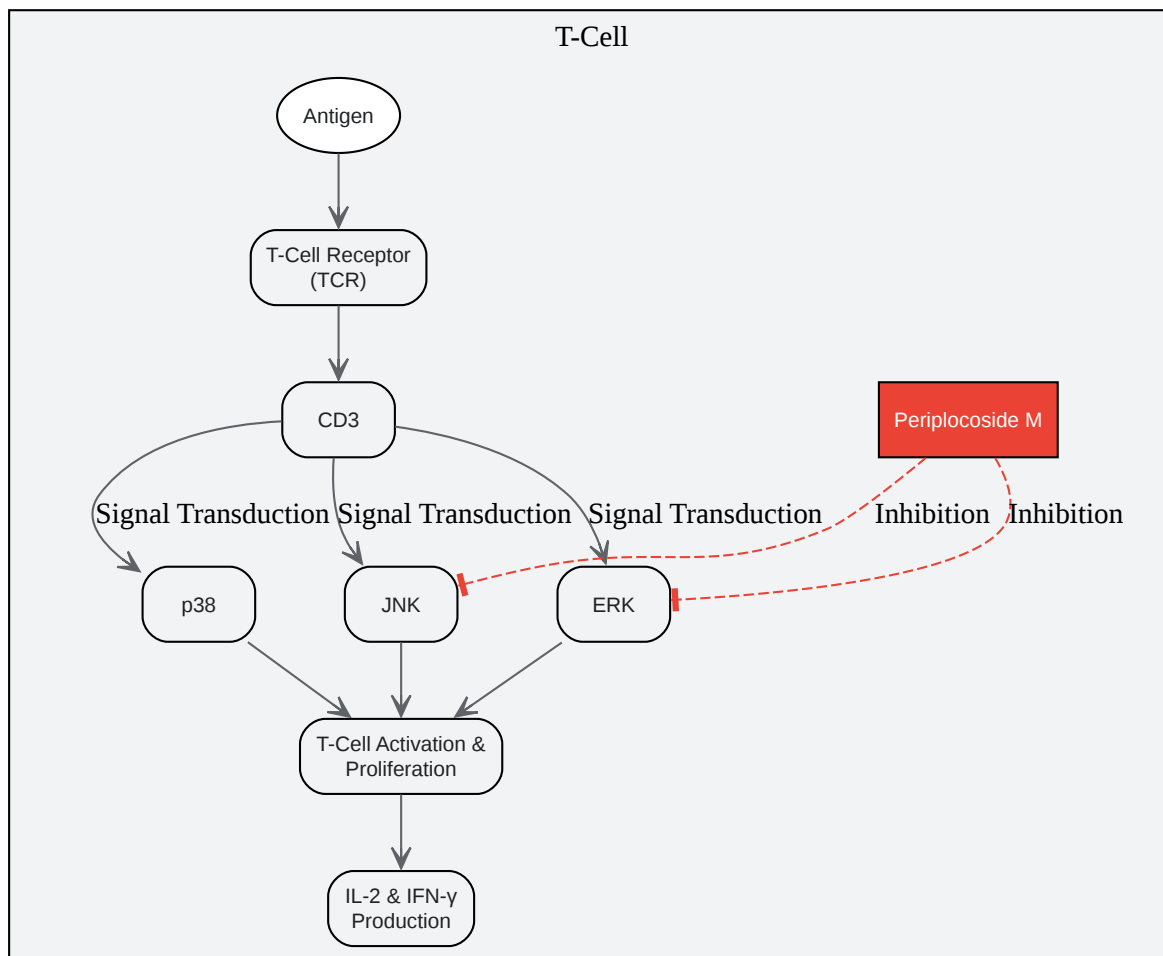 T-Cell
Antigen
T-Cell Receptor
(TCR)
CD3
Periplocoside M
Signal Transduction
Signal Transduction
Signal Transduction
Inhibition
Inhibition
p38
JNK
ERK
T-Cell Activation &
Proliferation
IL-2 & IFN-γ
Production